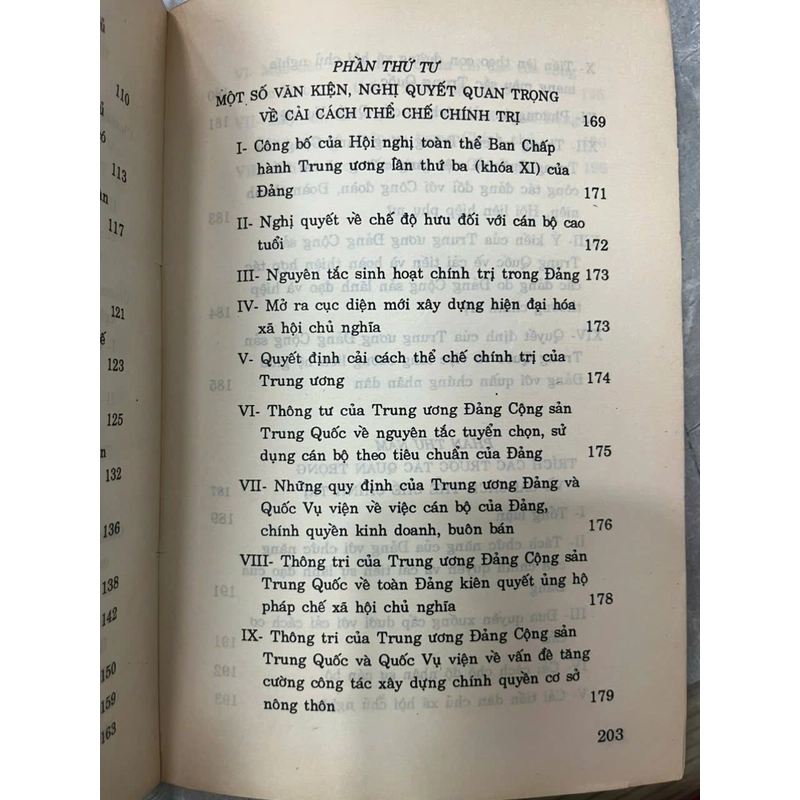 PHẦN THỨ TƯ
MỘT SỐ VĂN KIỆN, NGHỊ QUYẾT QUAN TRỌNG
VỀ CẢI CÁCH THỂ CHẾ CHÍNH TRỊ 169
I- Công bố của Hội nghị toàn thể Ban Chấp
hành Trung ương lần thứ ba (khóa XI) của
Đảng 171
II- Nghị quyết về chế độ hưu đối với cán bộ cao
tuổi 172
III- Nguyên tắc sinh hoạt chính trị trong Đảng 173
IV- Mở ra cục diện mới xây dựng hiện đại hóa
xã hội chủ nghĩa 173
V- Quyết định cải cách thể chế chính trị của
Trung ương 174
VI- Thông tư của Trung ương Đảng Cộng sản
Trung Quốc về nguyên tắc tuyển chọn, sử
dụng cán bộ theo tiêu chuẩn của Đảng 175
VII- Những quy định của Trung ương Đảng và
Quốc Vụ viện về việc cán bộ của Đảng,
chính quyền kinh doanh, buôn bán 176
VIII- Thông tri của Trung ương Đảng Cộng sản
Trung Quốc về toàn Đảng kiên quyết ủng hộ
pháp chế xã hội chủ nghĩa 178
IX- Thông tri của Trung ương Đảng Cộng sản
Trung Quốc và Quốc Vụ viện về vấn đề tăng
cường công tác xây dựng chính quyền cơ sở
nông thôn 179
203
110
113
117
121
123
125
132
136
138
142
150
159
163